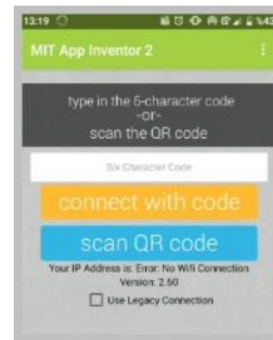 13:19 %43
MIT App Inventor 2
type in the 6-character code
-or-
scan the QR code
Six Character Code
connect with code
scan QR code
Your IP Address is: Error: No Wifi Connection
Version: 2.60
Use Legacy Connection